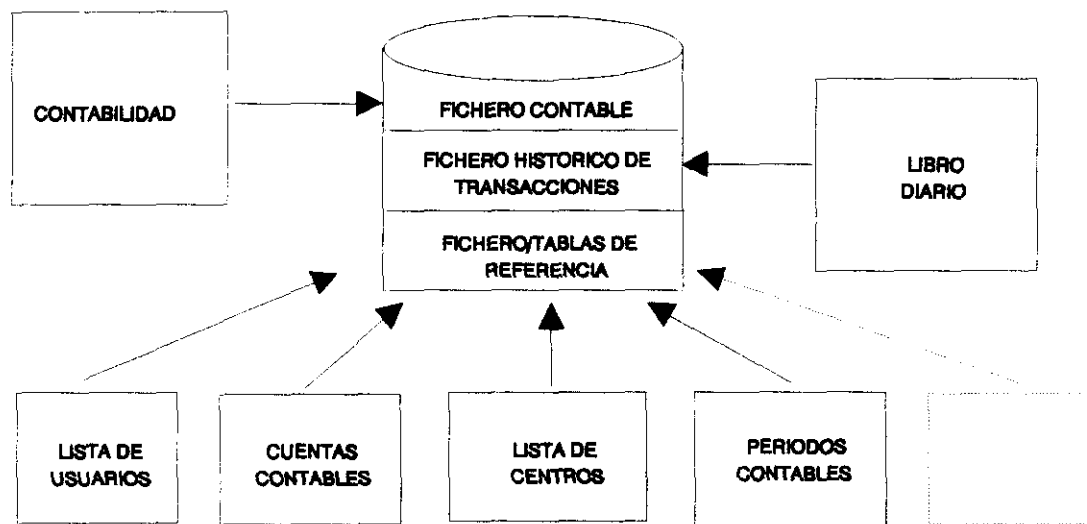 CONTABILIDAD
FICHERO CONTABLE
FICHERO HISTORICO DE
TRANSACCIONES
FICHERO/TABLAS DE
REFERENCIA
LIBRO
DIARIO
LISTA DE
USUARIOS
CUENTAS
CONTABLES
LISTA DE
CENTROS
PERIODOS
CONTABLES